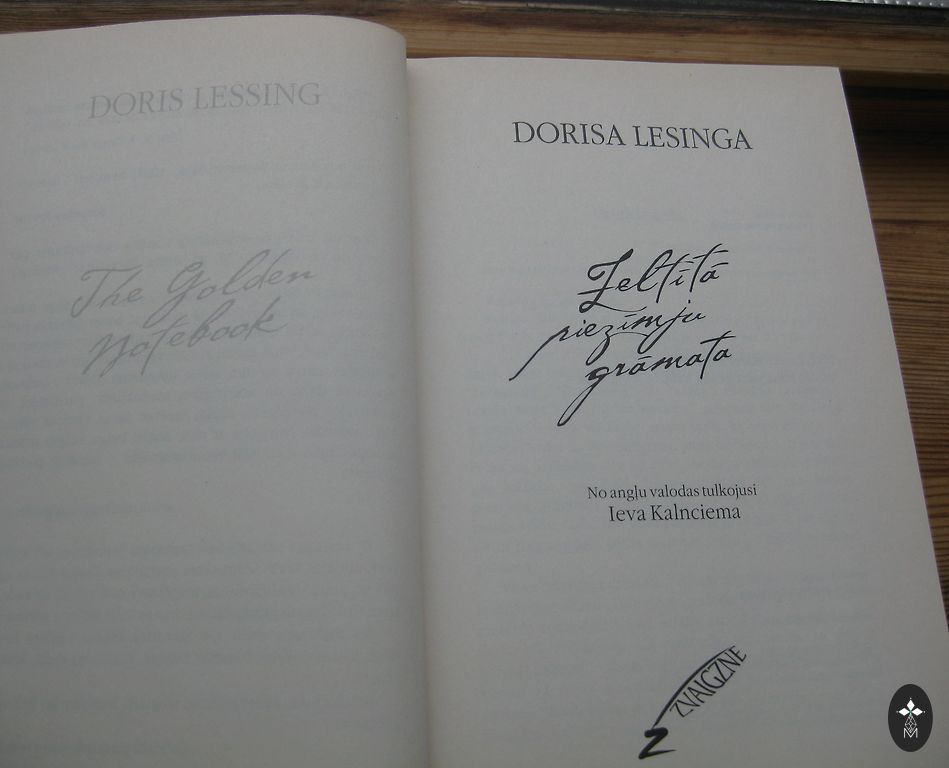 DORIS LESSING
The Golden
Notebook
DORISA LESINGA
Zeltītā
piezīmju
grāmata
No angļu valodas tulkojusi
Ieva Kalnciema
ZVAIGZNE
Z
M